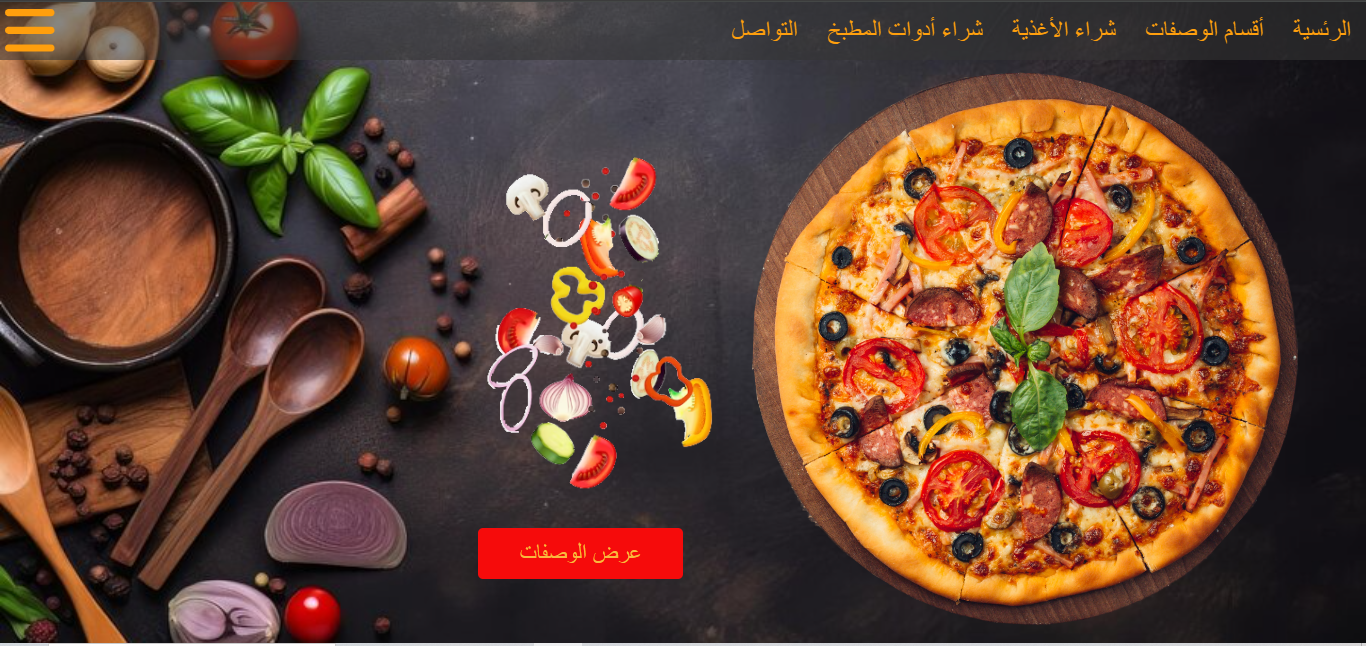 الرئسية أقسام الوصفات شراء الأغذية شراء أدوات المطبخ التواصل
عرض الوصفات